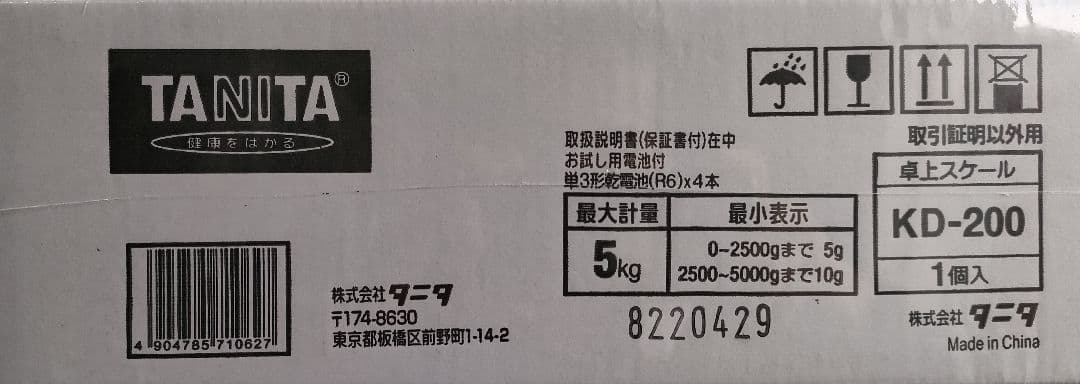 TANITA®
健康をはかる
4 904785 710627
株式会社タニタ
〒174-8630
東京都板橋区前野町1-14-2
取扱説明書(保証書付)在中
お試し用電池付
単3形乾電池(R6)x4本
最大計量
5kg
最小表示
0~2500gまで 5g
2500~5000gまで10g
8220429
取引証明以外用
卓上スケール
KD-200
1個入
株式会社タニタ
Made in China